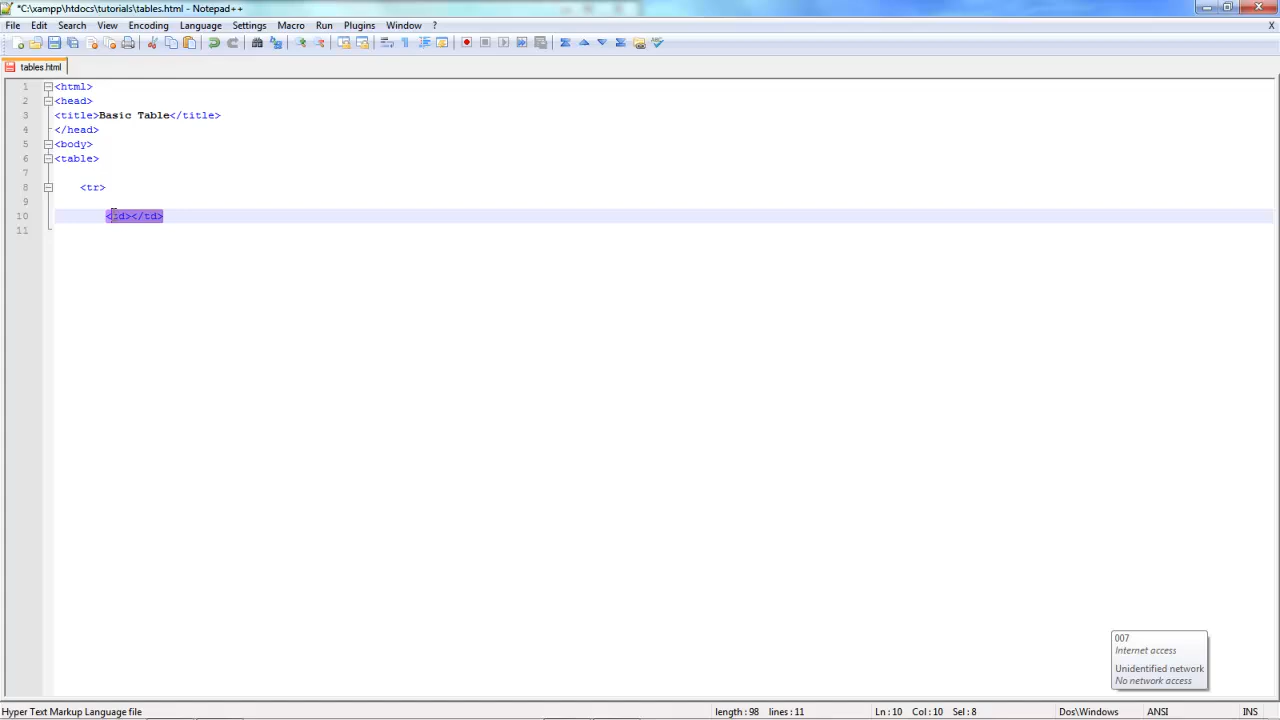 *C:\xampp\htdocs\tutorials\tables.html - Notepad++
File Edit Search View Encoding Language Settings Macro Run Plugins Window ? X
tables.html
1 <html>
2 <head>
3 <title>Basic Table</title>
4 </head>
5 <body>
6 <table>
7
8 <tr>
9
10 <td></td>
11
007
Internet access
Unidentified network
No network access
Hyper Text Markup Language file length : 98 lines : 11 Ln : 10 Col : 10 Sel : 8 Dos\Windows ANSI INS